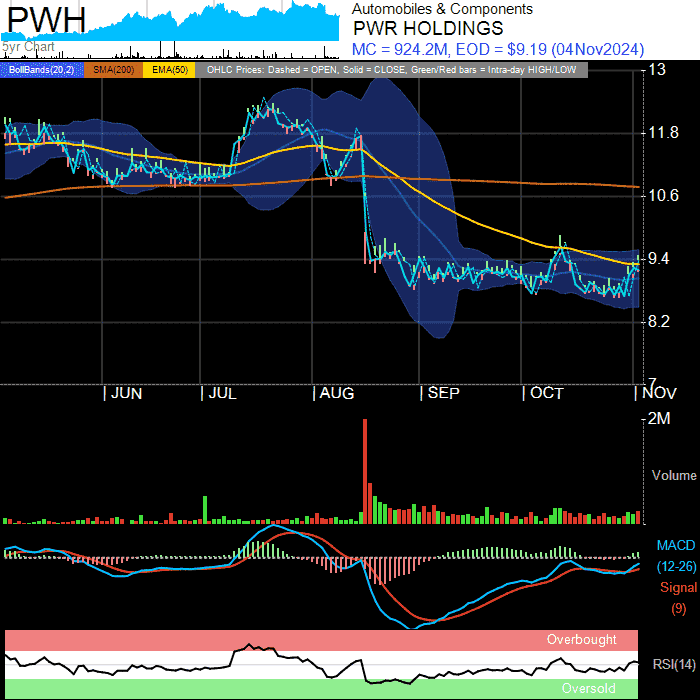 PWH
5yr Chart
Automobiles & Components
PWR HOLDINGS
MC = 924.2M, EOD = $9.19 (04Nov2024)
BollBands(20,2) SMA(200) EMA(50) OHLC Prices: Dashed = OPEN, Solid = CLOSE, Green/Red bars = Intra-day HIGH/LOW
13
11.8
10.6
9.4
8.2
7
JUN JUL AUG SEP OCT NOV
2M
Volume
MACD
(12-26)
Signal
(9)
Overbought
RSI(14)
Oversold